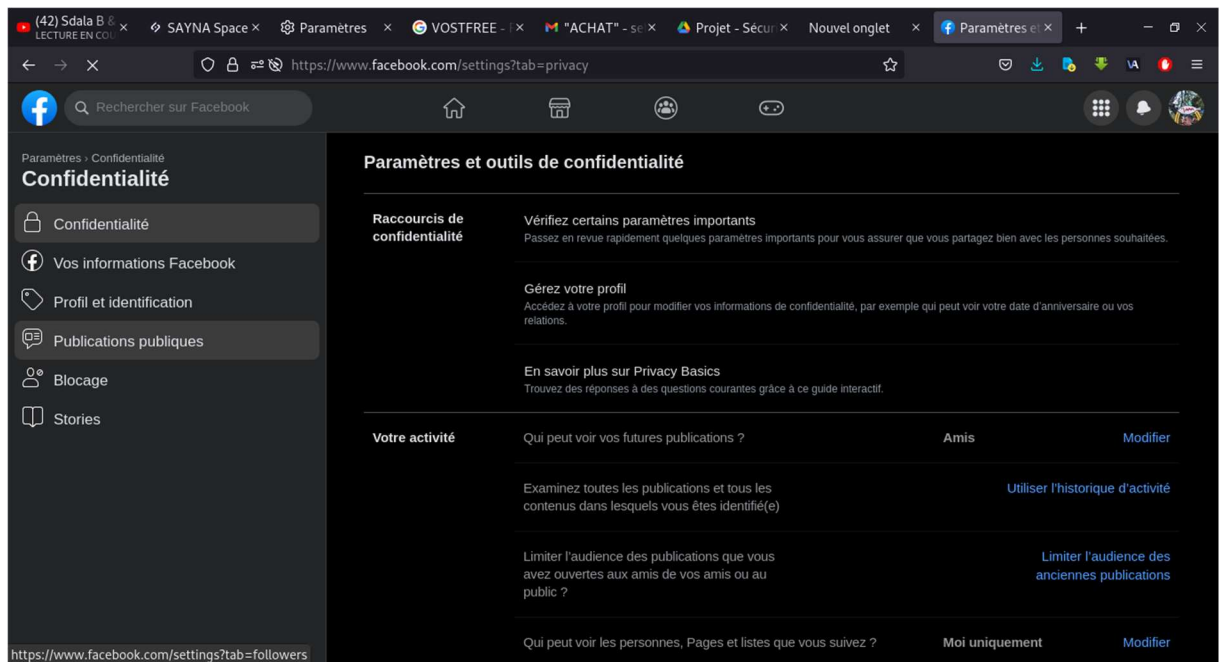 (42) Sdala B &
LECTURE EN COU
SAYNA Space
Paramètres
VOSTFREE -
"ACHAT" - se
Projet - Sécuri
Nouvel onglet
Paramètres et
https://www.facebook.com/settings?tab=privacy
Rechercher sur Facebook
Paramètres › Confidentialité
Confidentialité
Confidentialité
Vos informations Facebook
Profil et identification
Publications publiques
Blocage
Stories
Paramètres et outils de confidentialité
Raccourcis de
confidentialité
Vérifiez certains paramètres importants
Passez en revue rapidement quelques paramètres importants pour vous assurer que vous partagez bien avec les personnes souhaitées.
Gérez votre profil
Accédez à votre profil pour modifier vos informations de confidentialité, par exemple qui peut voir votre date d'anniversaire ou vos
relations.
En savoir plus sur Privacy Basics
Trouvez des réponses à des questions courantes grâce à ce guide interactif.
Votre activité
Qui peut voir vos futures publications ?
Amis
Modifier
Examinez toutes les publications et tous les
contenus dans lesquels vous êtes identifié(e)
Utiliser l'historique d'activité
Limiter l'audience des publications que vous
avez ouvertes aux amis de vos amis ou au
public ?
Limiter l'audience des
anciennes publications
Qui peut voir les personnes, Pages et listes que vous suivez ?
Moi uniquement
Modifier
https://www.facebook.com/settings?tab=followers